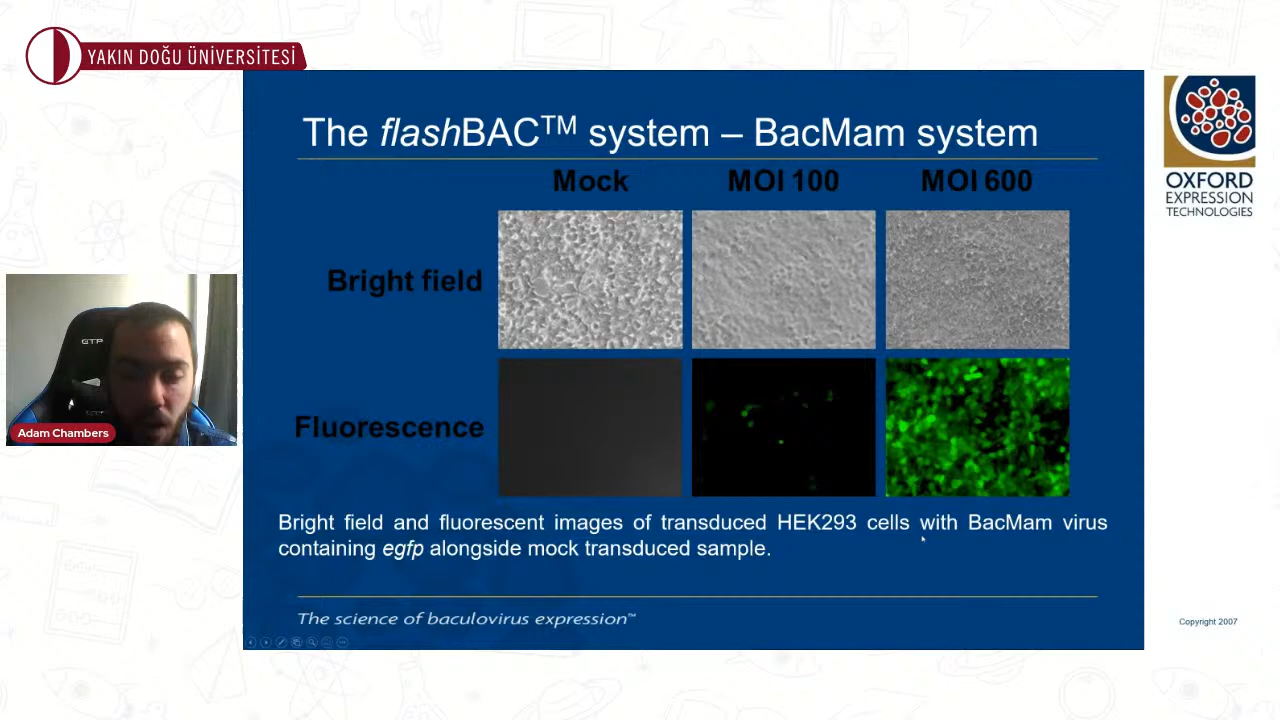 YAKIN DOĞU ÜNİVERSİTESİ
The flashBAC™ system – BacMam system
Mock MOI 100 MOI 600
Bright field
Fluorescence
Bright field and fluorescent images of transduced HEK293 cells with BacMam virus
containing egfp alongside mock transduced sample.
The science of baculovirus expression™
OXFORD
EXPRESSION
TECHNOLOGIES
Copyright 2007
GTP
Adam Chambers